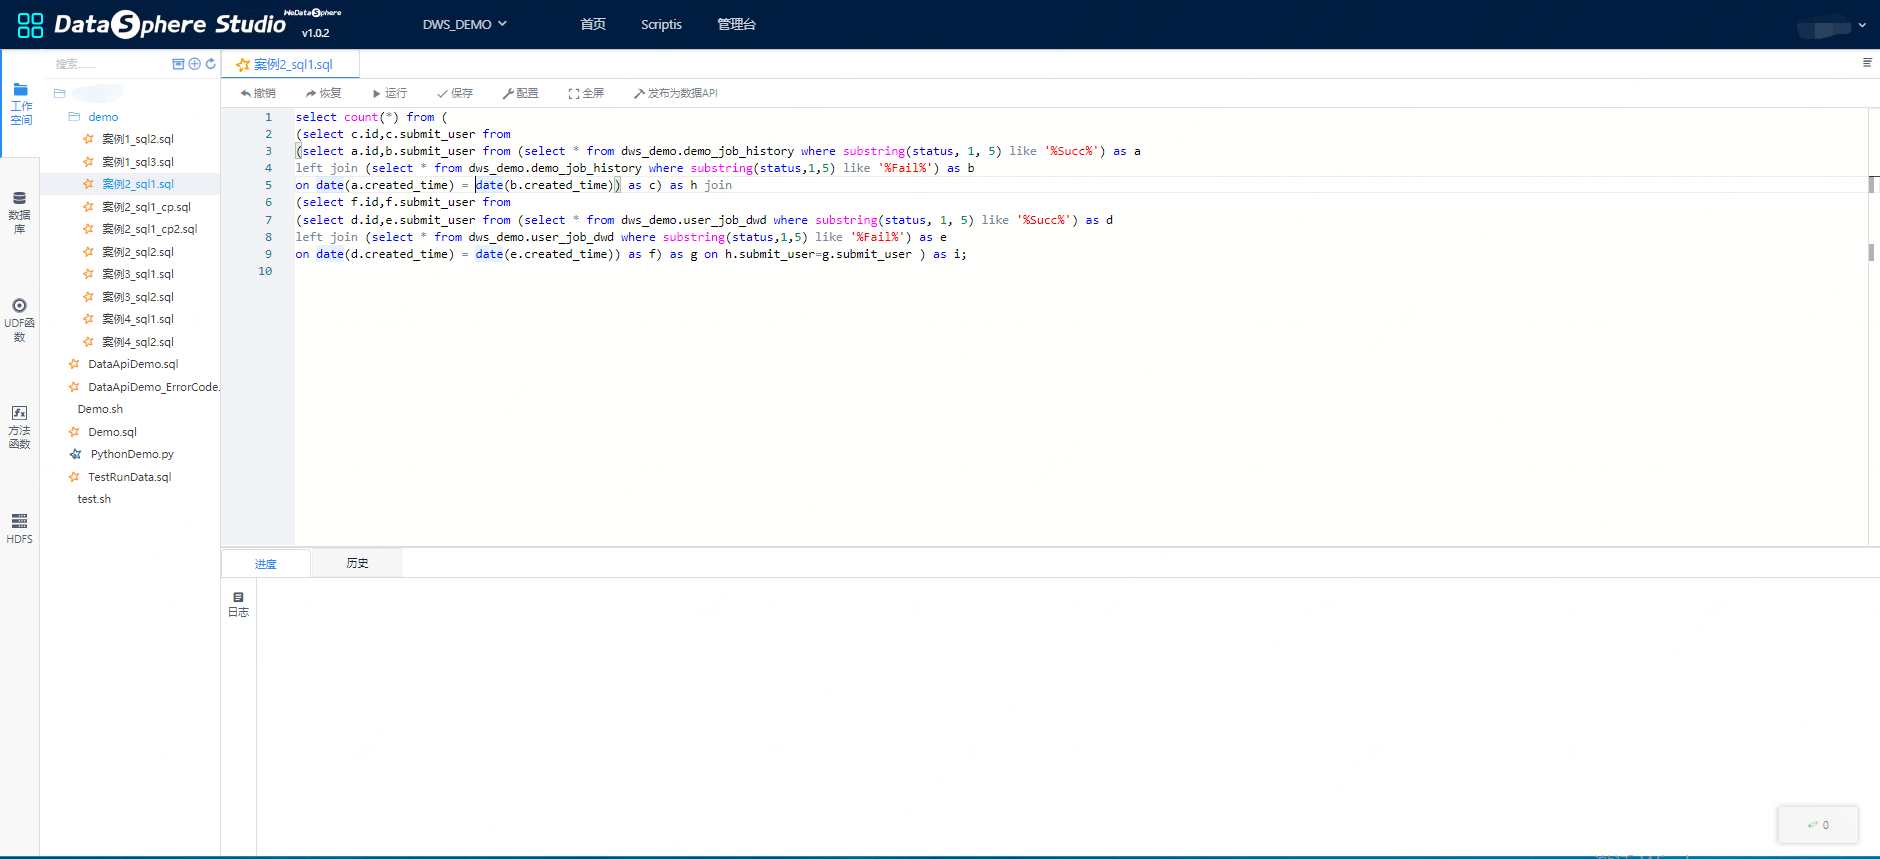 DataSphere Studio
WeDataSphere
v1.0.2
DWS_DEMO
首页
Scriptis
管理台
工作
空间
数据
库
UDF函
数
方法
函数
HDFS
搜索......
demo
案例1_sql2.sql
案例1_sql3.sql
案例2_sql1.sql
案例2_sql1_cp.sql
案例2_sql1_cp2.sql
案例2_sql2.sql
案例3_sql1.sql
案例3_sql2.sql
案例4_sql1.sql
案例4_sql2.sql
DataApiDemo.sql
DataApiDemo_ErrorCode.
Demo.sh
Demo.sql
PythonDemo.py
TestRunData.sql
test.sh
案例2_sql1.sql
撤销
恢复
运行
保存
配置
全屏
发布为数据API
1 select count(*) from (
2 (select c.id,c.submit_user from
3 (select a.id,b.submit_user from (select * from dws_demo.demo_job_history where substring(status, 1, 5) like '%Succ%') as a
4 left join (select * from dws_demo.demo_job_history where substring(status,1,5) like '%Fail%') as b
5 on date(a.created_time) = date(b.created_time)) as c) as h join
6 (select f.id,f.submit_user from
7 (select d.id,e.submit_user from (select * from dws_demo.user_job_dwd where substring(status, 1, 5) like '%Succ%') as d
8 left join (select * from dws_demo.user_job_dwd where substring(status,1,5) like '%Fail%') as e
9 on date(d.created_time) = date(e.created_time)) as f) as g on h.submit_user=g.submit_user ) as i;
10
进度
历史
日志
0